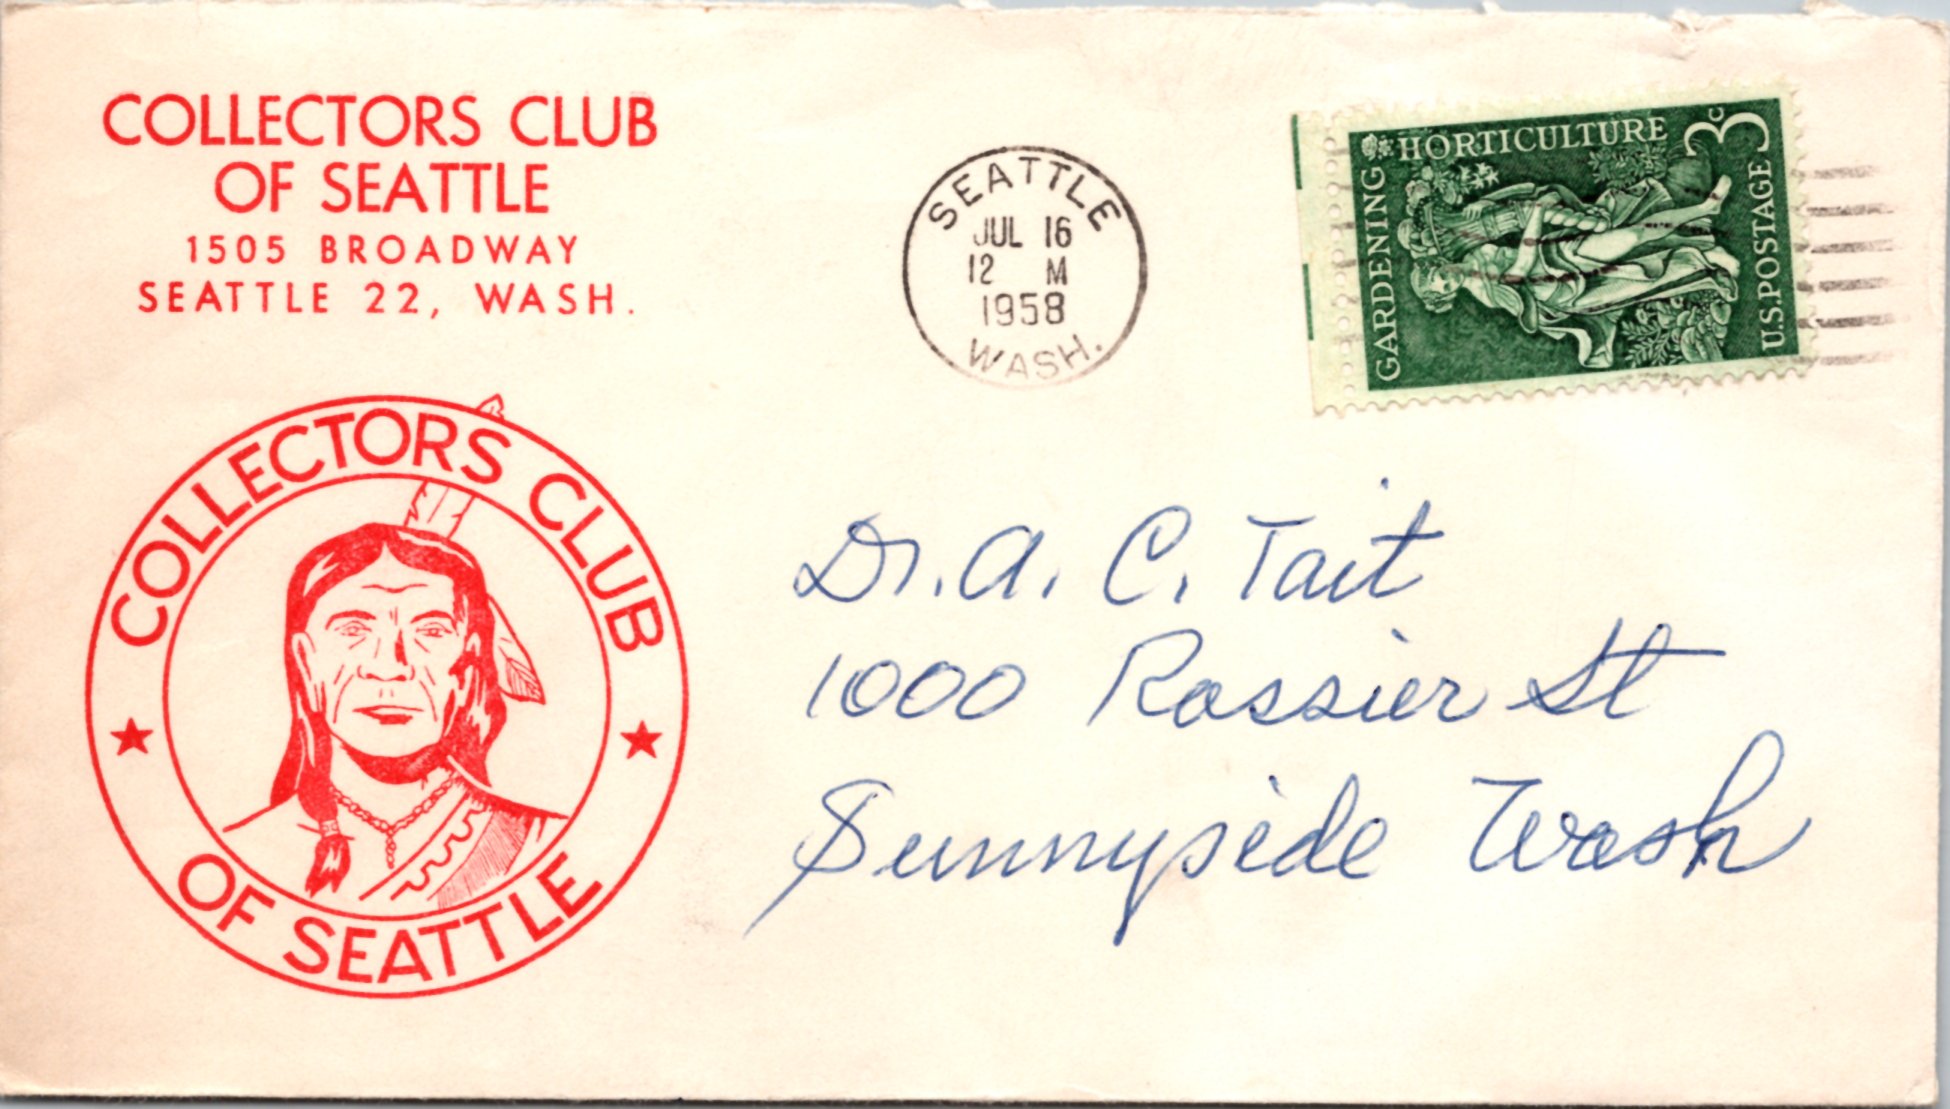 COLLECTORS CLUB
OF SEATTLE
1505 BROADWAY
SEATTLE 22, WASH.
COLLECTORS CLUB
OF SEATTLE
SEATTLE
JUL 16
12 M
1958
WASH.
GARDENING HORTICULTURE 3c
U.S. POSTAGE
Dr. A. C. Tait
1000 Rossier St
Sunnyside Wash